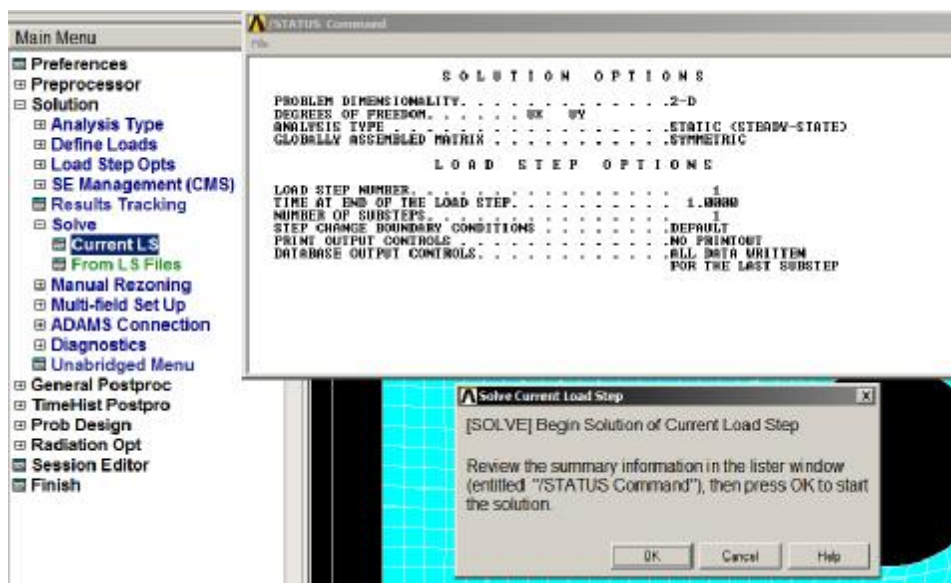 Main Menu
Preferences
Preprocessor
Solution
Analysis Type
Define Loads
Load Step Opts
SE Management (CMS)
Results Tracking
Solve
Current LS
From LS Files
Manual Rezoning
Multi-field Set Up
ADAMS Connection
Diagnostics
Unabridged Menu
General Postproc
TimeHist Postpro
Prob Design
Radiation Opt
Session Editor
Finish
/STATUS Command
File
S O L U T I O N   O P T I O N S
PROBLEM DIMENSIONALITY. . . . . . . . . . . . .2-D
DEGREES OF FREEDOM. . . . . . UX   UY
ANALYSIS TYPE . . . . . . . . . . . . . . . . .STATIC (STEADY-STATE)
GLOBALLY ASSEMBLED MATRIX . . . . . . . . . . .SYMMETRIC
L O A D   S T E P   O P T I O N S
LOAD STEP NUMBER. . . . . . . . . . . . . . . .     1
TIME AT END OF THE LOAD STEP. . . . . . . . . .  1.0000
NUMBER OF SUBSTEPS. . . . . . . . . . . . . . .     1
STEP CHANGE BOUNDARY CONDITIONS . . . . . . . .DEFAULT
PRINT OUTPUT CONTROLS . . . . . . . . . . . . .NO PRINTOUT
DATABASE OUTPUT CONTROLS. . . . . . . . . . . .ALL DATA WRITTEN
FOR THE LAST SUBSTEP
Solve Current Load Step
[SOLVE] Begin Solution of Current Load Step
Review the summary information in the lister window
(entitled "/STATUS Command"), then press OK to start
the solution.
OK Cancel Help